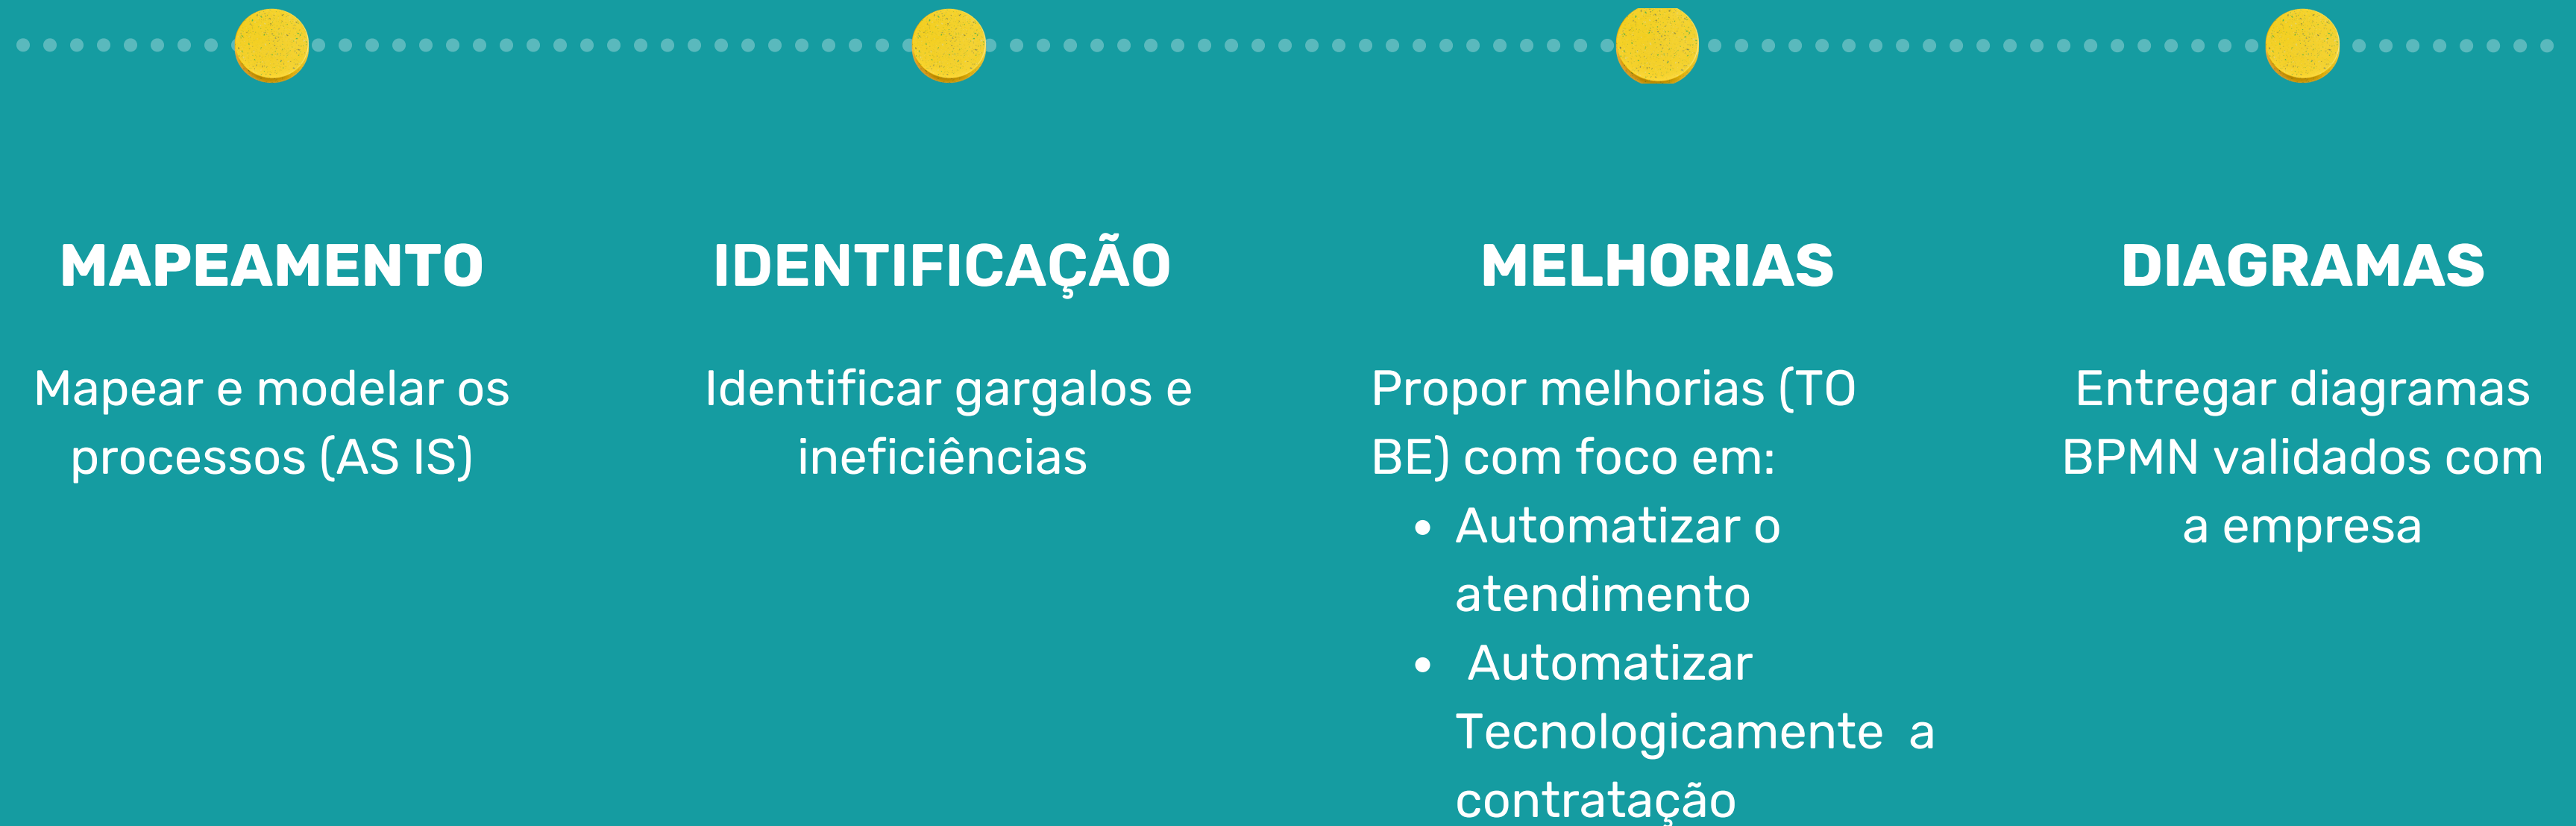 MAPEAMENTO
Mapear e modelar os
processos (AS IS)
IDENTIFICAÇÃO
Identificar gargalos e
ineficiências
MELHORIAS
Propor melhorias (TO
BE) com foco em:
• Automatizar o
atendimento
• Automatizar
Tecnologicamente a
contratação
DIAGRAMAS
Entregar diagramas
BPMN validados com
a empresa